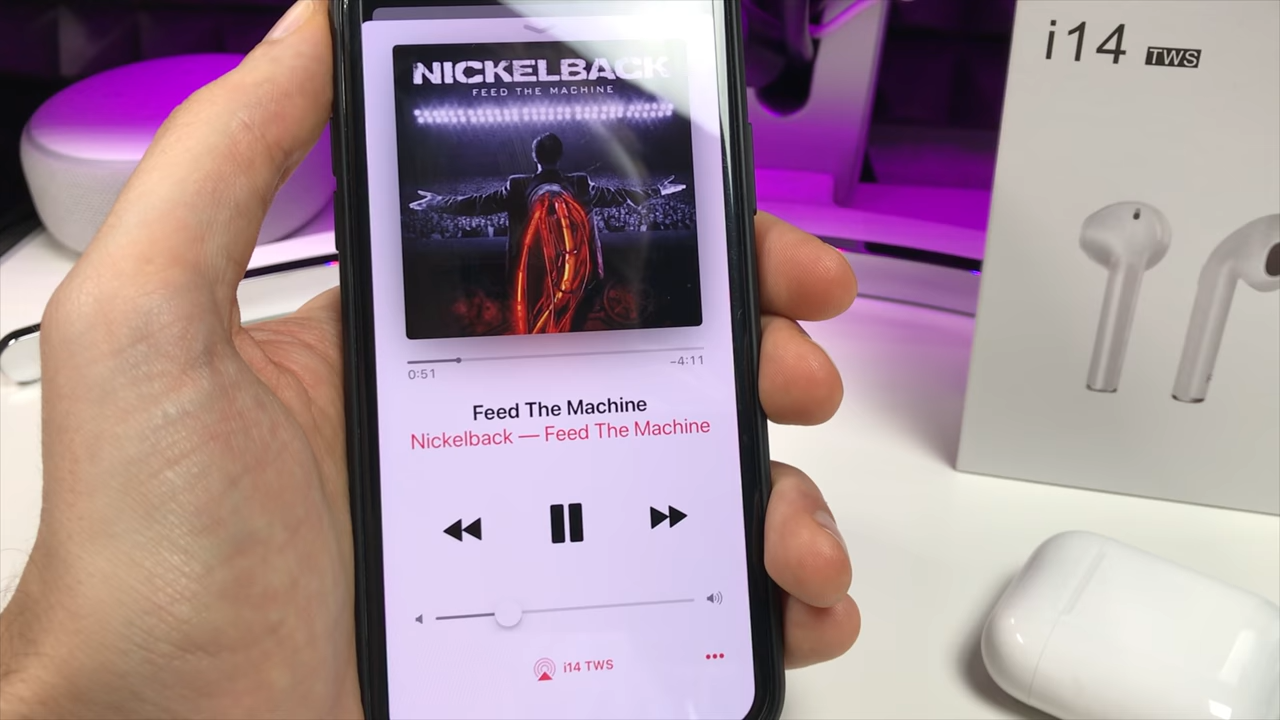 NICKELBACK
FEED THE MACHINE
0:51
-4:11
Feed The Machine
Nickelback — Feed The Machine
i14 TWS
i14 TWS